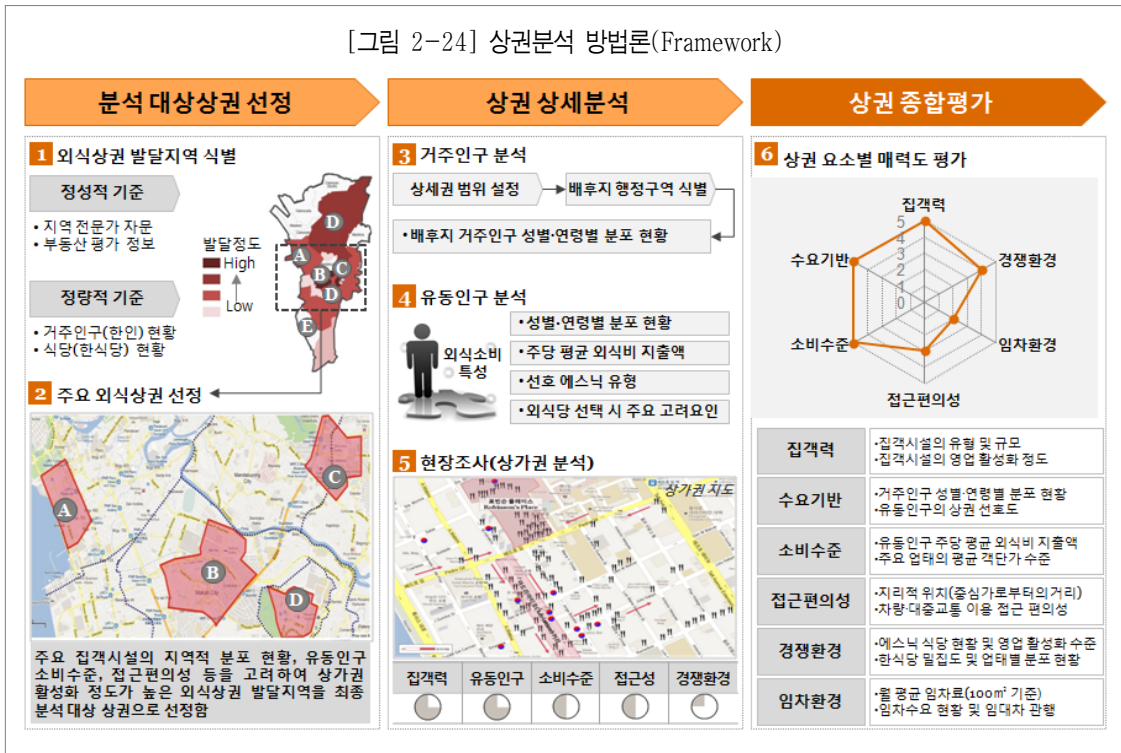 [그림 2-24] 상권분석 방법론(Framework)
분석 대상상권 선정
1 외식상권 발달지역 식별
정성적 기준
• 지역 전문가 자문
• 부동산 평가 정보
정량적 기준
• 거주인구(한인) 현황
• 식당(한식당) 현황
발달정도
High
Low
D
A
B
C
D
E
2 주요 외식상권 선정
A
B
C
D
주요 집객시설의 지역적 분포 현황, 유동인구
소비수준, 접근편의성 등을 고려하여 상가권
활성화 정도가 높은 외식상권 발달지역을 최종
분석 대상 상권으로 선정함
상권 상세분석
3 거주인구 분석
상세권 범위 설정
배후지 행정구역 식별
• 배후지 거주인구 성별·연령별 분포 현황
4 유동인구 분석
외식소비
특성
• 성별·연령별 분포 현황
• 주당 평균 외식비 지출액
• 선호 에스닉 유형
• 외식당 선택 시 주요 고려요인
5 현장조사(상가권 분석)
상가권 지도
Robinson's Place
집객력 유동인구 소비수준 접근성 경쟁환경
상권 종합평가
6 상권 요소별 매력도 평가
집객력
경쟁환경
임차환경
접근편의성
소비수준
수요기반
5
4
3
2
1
0
집객력
·집객시설의 유형 및 규모
·집객시설의 영업 활성화 정도
수요기반
·거주인구 성별·연령별 분포 현황
·유동인구의 상권 선호도
소비수준
·유동인구 주당 평균 외식비 지출액
·주요 업태의 평균 객단가 수준
접근편의성
·지리적 위치(중심가로부터의거리)
·차량·대중교통 이용 접근 편의성
경쟁환경
·에스닉 식당 현황 및 영업 활성화 수준
·한식당 밀집도 및 업태별 분포 현황
임차환경
·월 평균 임차료(100㎡ 기준)
·임차수요 현황 및 임대차 관행